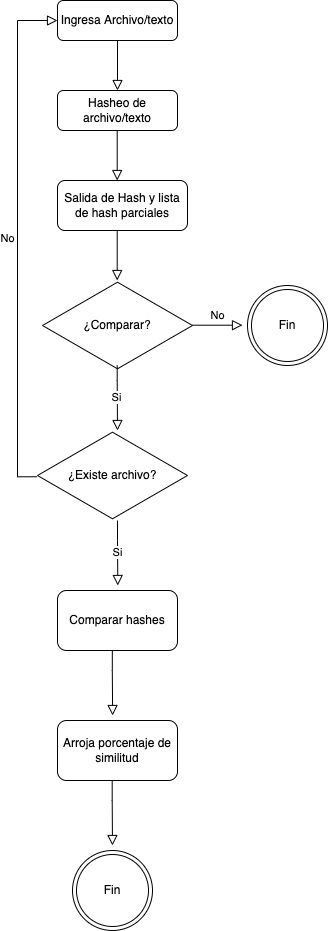 Ingresa Archivo/texto
Hasheo de
archivo/texto
Salida de Hash y lista
de hash parciales
No
¿Comparar?
No
Fin
Si
¿Existe archivo?
Si
Comparar hashes
Arroja porcentaje de
similitud
Fin